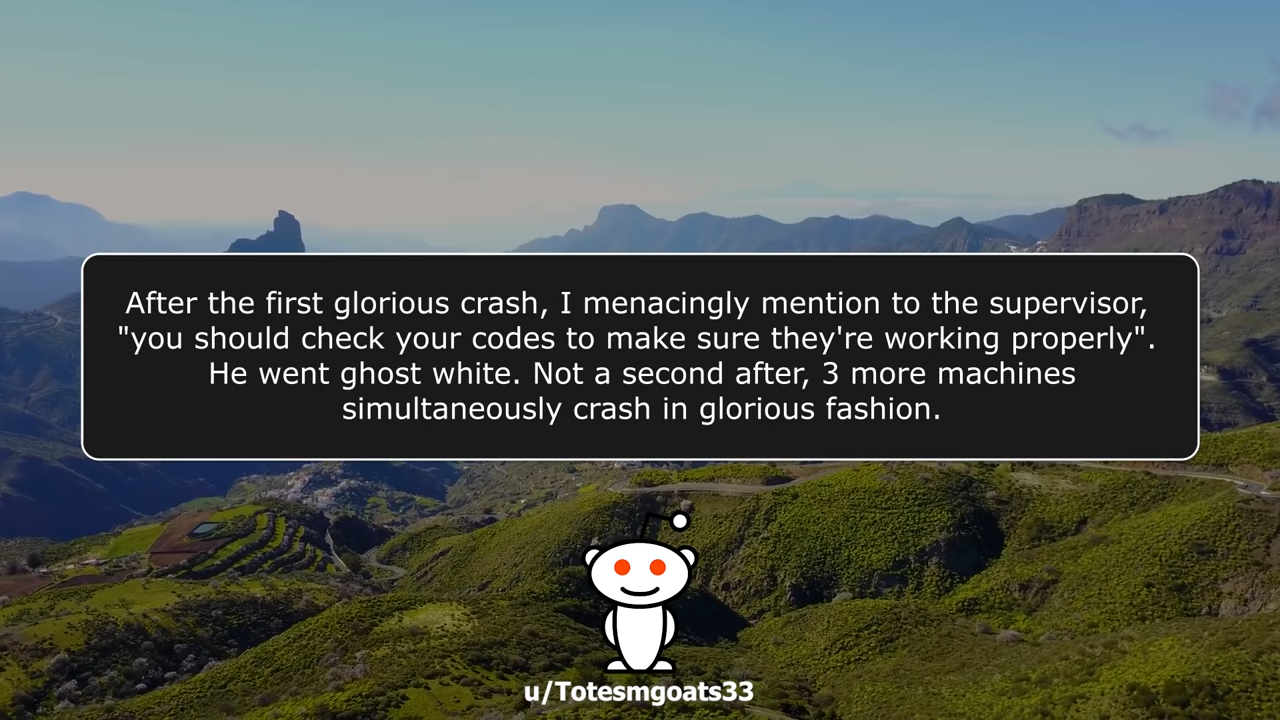 After the first glorious crash, I menacingly mention to the supervisor,
"you should check your codes to make sure they're working properly".
He went ghost white. Not a second after, 3 more machines
simultaneously crash in glorious fashion.
u/Totesmgoats33